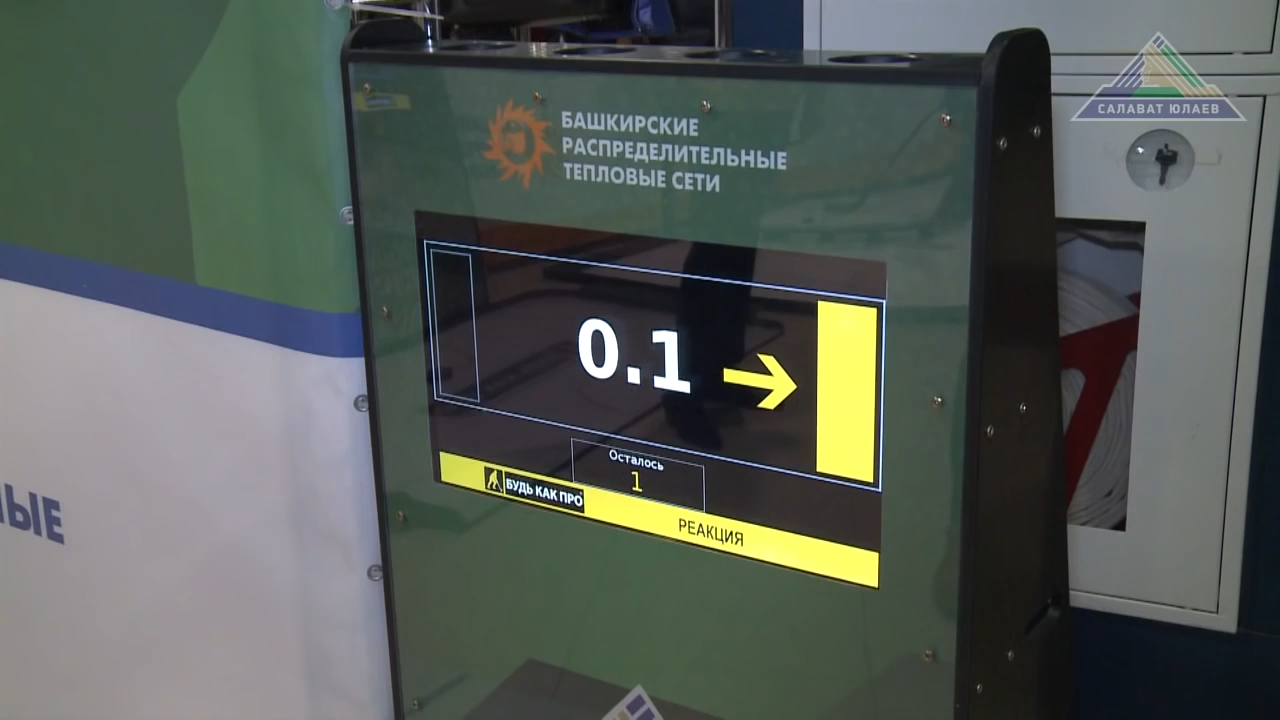 САЛАВАТ ЮЛАЕВ
БАШКИРСКИЕ
РАСПРЕДЕЛИТЕЛЬНЫЕ
ТЕПЛОВЫЕ СЕТИ
0.1
Осталось
1
БУДЬ КАК ПРО
РЕАКЦИЯ
ЫЕ